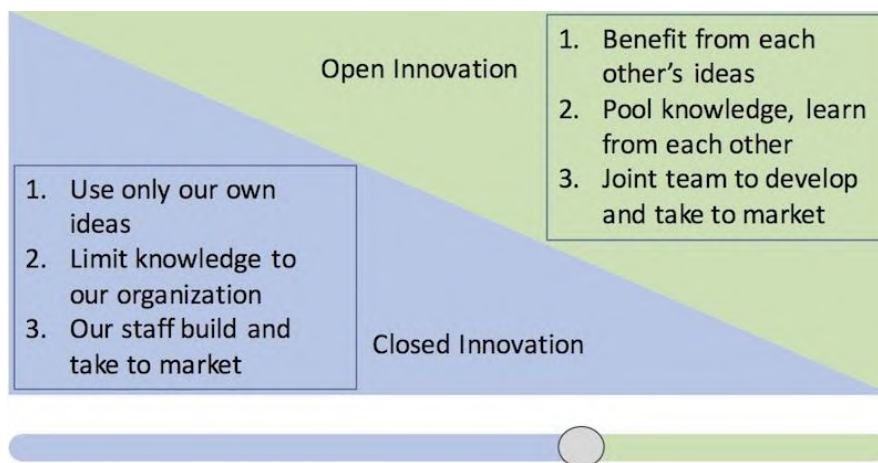 Open Innovation
1. Benefit from each
other’s ideas
2. Pool knowledge, learn
from each other
3. Joint team to develop
and take to market
1. Use only our own
ideas
2. Limit knowledge to
our organization
3. Our staff build and
take to market
Closed Innovation